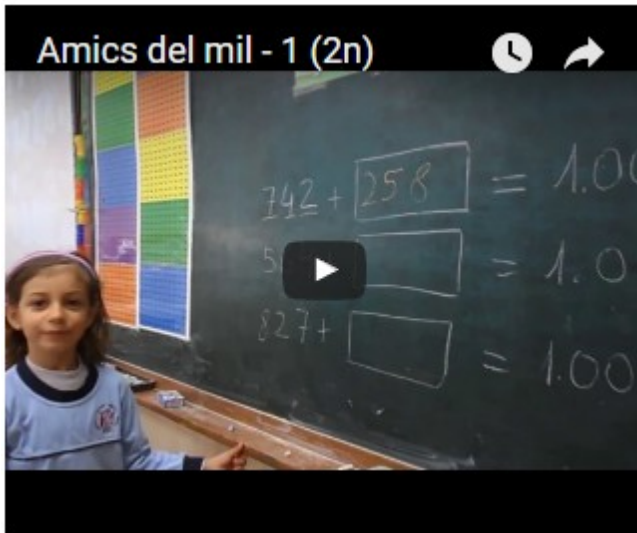 Amics del mil - 1 (2n)
742 + 258 = 1.00
5 = 1.0
827 + = 1.00